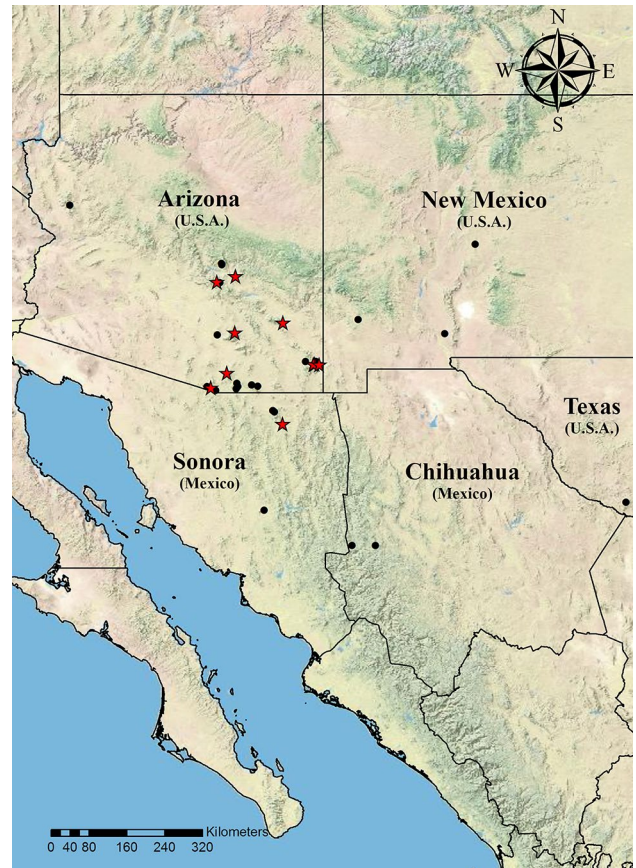 N
W E
S
Arizona
(U.S.A.)
New Mexico
(U.S.A.)
Texas
(U.S.A.)
Sonora
(Mexico)
Chihuahua
(Mexico)
Kilometers
0 40 80 160 240 320